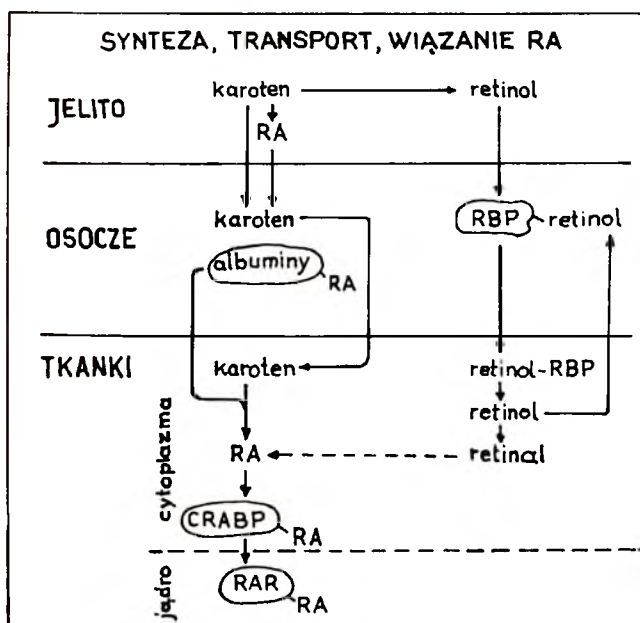 SYNTEZA, TRANSPORT, WIĄZANIE RA
JELITO
karoten
retinol
RA
OSOCZE
karoten
RBP
retinol
albuminy
RA
TKANKI
karoten
retinol-RBP
retinol
cytoplazma
RA
retinal
CRABP
RA
jądro
RAR
RA